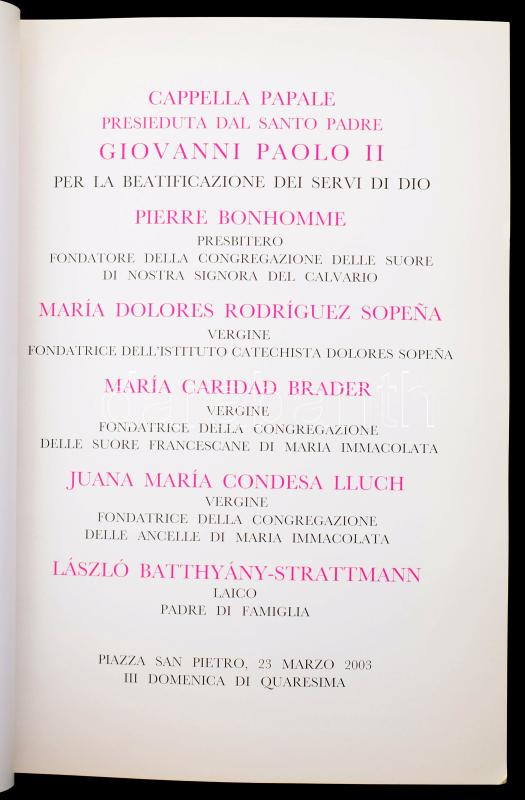 CAPPELLA PAPALE
PRESIEDUTA DAL SANTO PADRE
GIOVANNI PAOLO II
PER LA BEATIFICAZIONE DEI SERVI DI DIO
PIERRE BONHOMME
PRESBITERO
FONDATORE DELLA CONGREGAZIONE DELLE SUORE
DI NOSTRA SIGNORA DEL CALVARIO
MARÍA DOLORES RODRÍGUEZ SOPEÑA
VERGINE
FONDATRICE DELL'ISTITUTO CATECHISTA DOLORES SOPEÑA
MARÍA CARIDAD BRADER
VERGINE
FONDATRICE DELLA CONGREGAZIONE
DELLE SUORE FRANCESCANE DI MARIA IMMACOLATA
JUANA MARÍA CONDESA LLUCH
VERGINE
FONDATRICE DELLA CONGREGAZIONE
DELLE ANCELLE DI MARIA IMMACOLATA
LÁSZLÓ BATTHYÁNY-STRATTMANN
LAICO
PADRE DI FAMIGLIA
PIAZZA SAN PIETRO, 23 MARZO 2003
III DOMENICA DI QUARESIMA